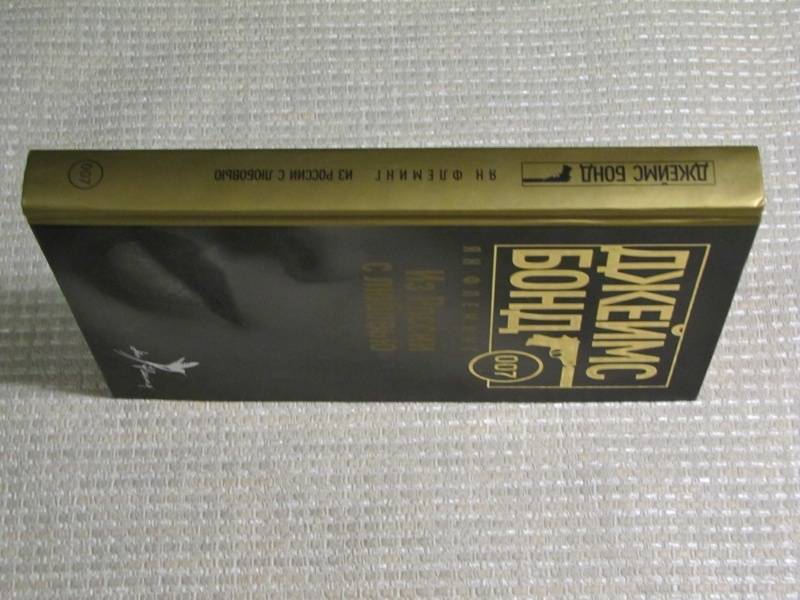 ДЖЕЙМС БОНД
ЯН ФЛЕМИНГ
ИЗ РОССИИ С ЛЮБОВЬЮ
007
ДЖЕЙМС
БОНД
007
ЯН ФЛЕМИНГ
Из России
с любовью